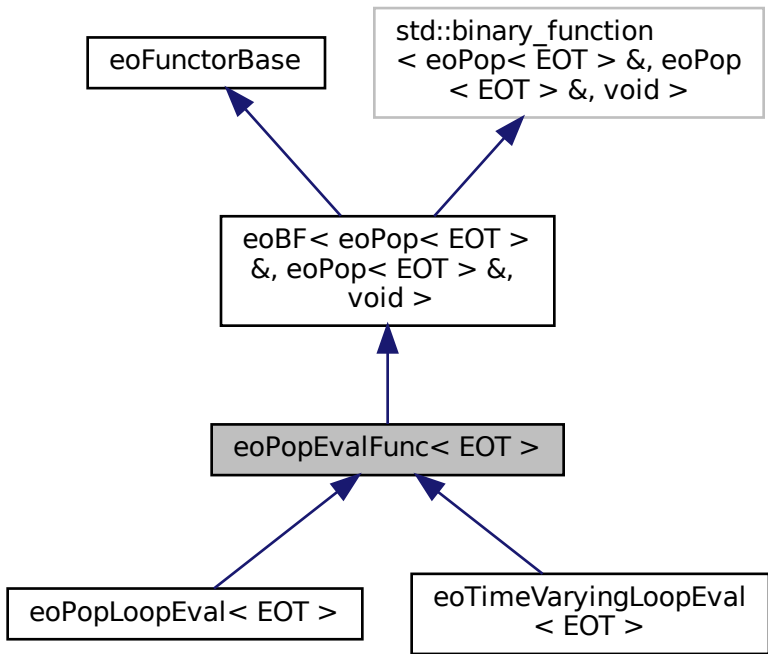 eoFunctorBase
std::binary_function
< eoPop< EOT > &, eoPop
< EOT > &, void >
eoBF< eoPop< EOT >
&, eoPop< EOT > &,
void >
eoPopEvalFunc< EOT >
eoPopLoopEval< EOT >
eoTimeVaryingLoopEval
< EOT >